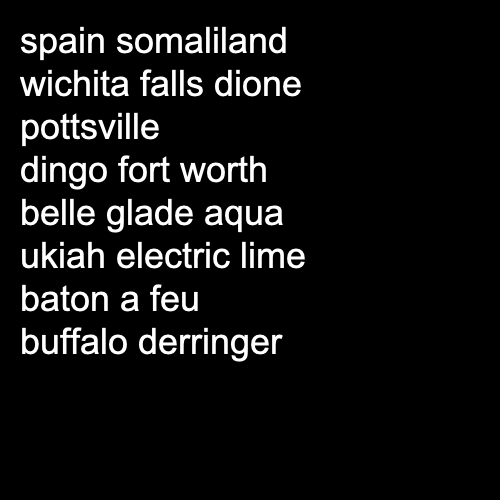 spain somaliland
wichita falls dione
pottsville
dingo fort worth
belle glade aqua
ukiah electric lime
baton a feu
buffalo derringer